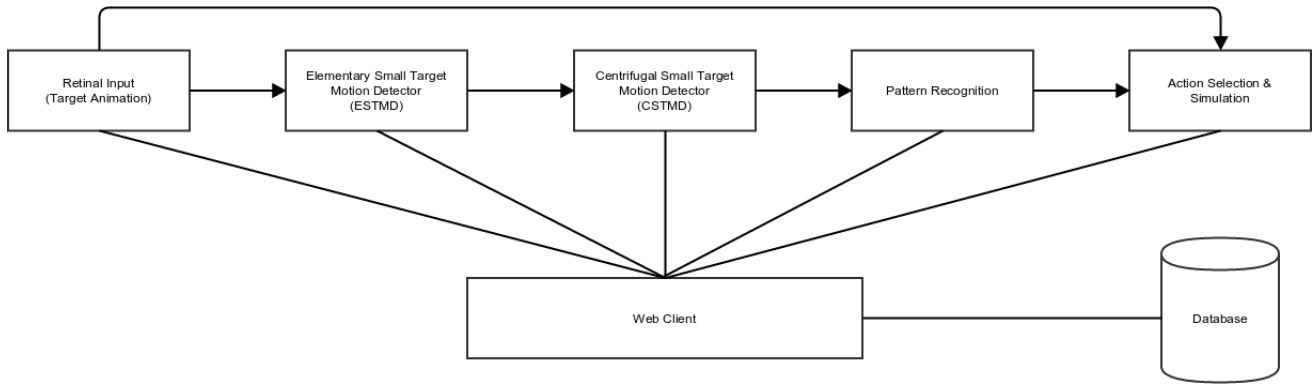 Retinal Input
(Target Animation)
Elementary Small Target
Motion Detector
(ESTMD)
Centrifugal Small Target
Motion Detector
(CSTMD)
Pattern Recognition
Action Selection &
Simulation
Web Client
Database